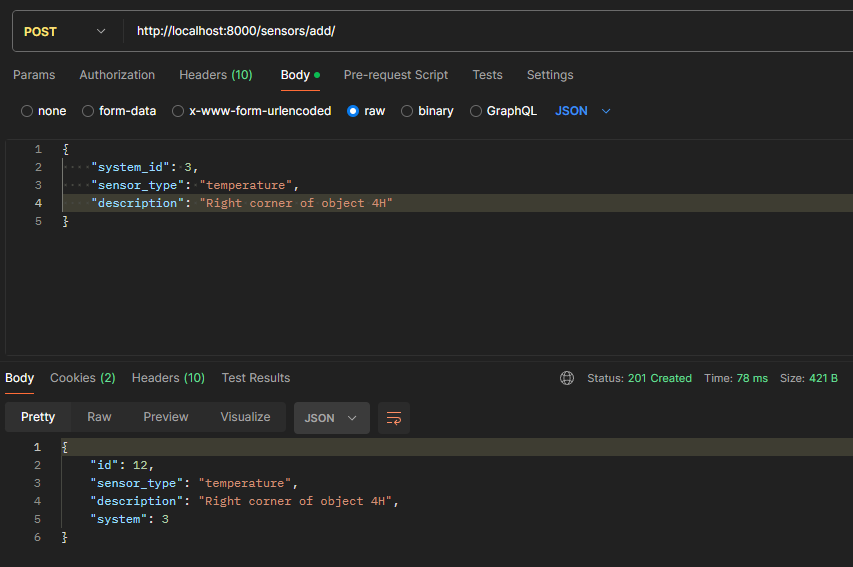 POST http://localhost:8000/sensors/add/
Params Authorization Headers (10) Body Pre-request Script Tests Settings
none form-data x-www-form-urlencoded raw binary GraphQL JSON
1 {
2 "system_id": 3,
3 "sensor_type": "temperature",
4 "description": "Right corner of object 4H"
5 }
Body Cookies (2) Headers (10) Test Results Status: 201 Created Time: 78 ms Size: 421 B
Pretty Raw Preview Visualize JSON
1 {
2 "id": 12,
3 "sensor_type": "temperature",
4 "description": "Right corner of object 4H",
5 "system": 3
6 }